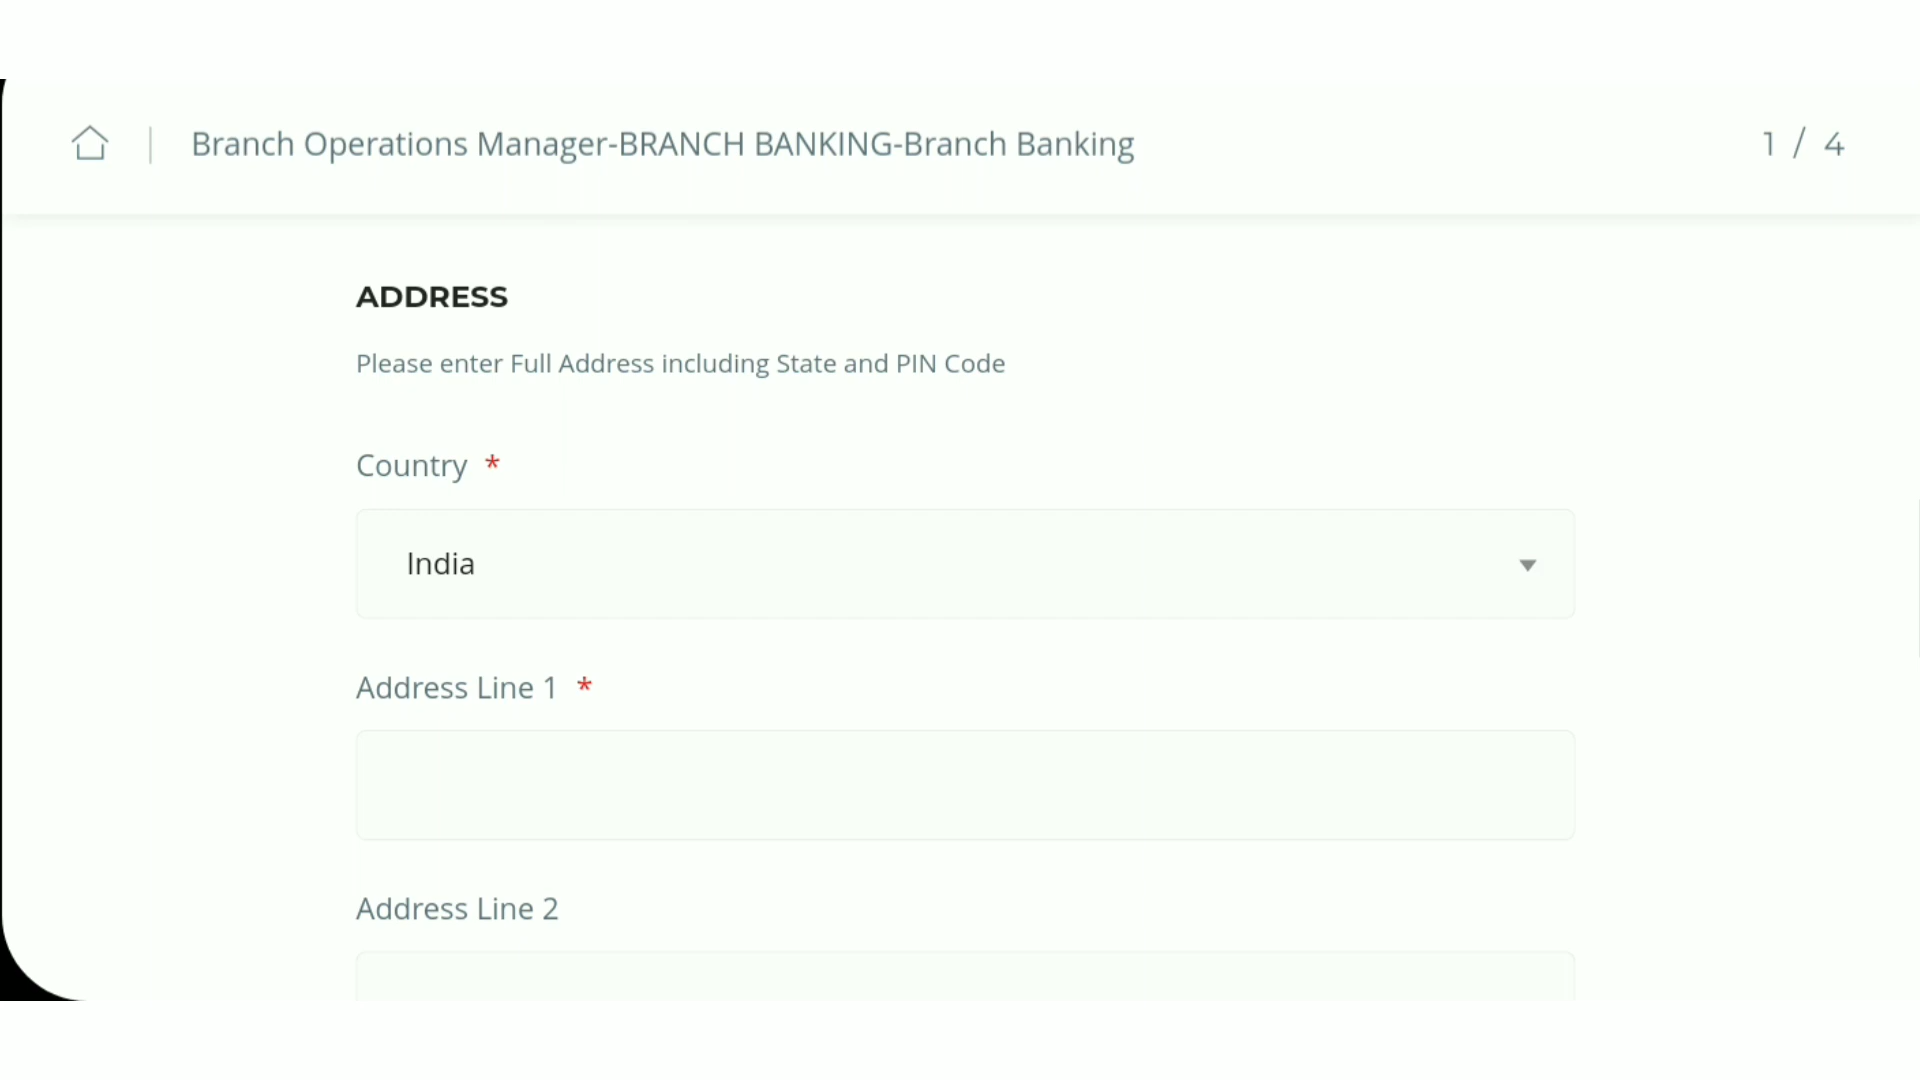 Branch Operations Manager-BRANCH BANKING-Branch Banking
1 / 4
ADDRESS
Please enter Full Address including State and PIN Code
Country *
India
Address Line 1 *
Address Line 2